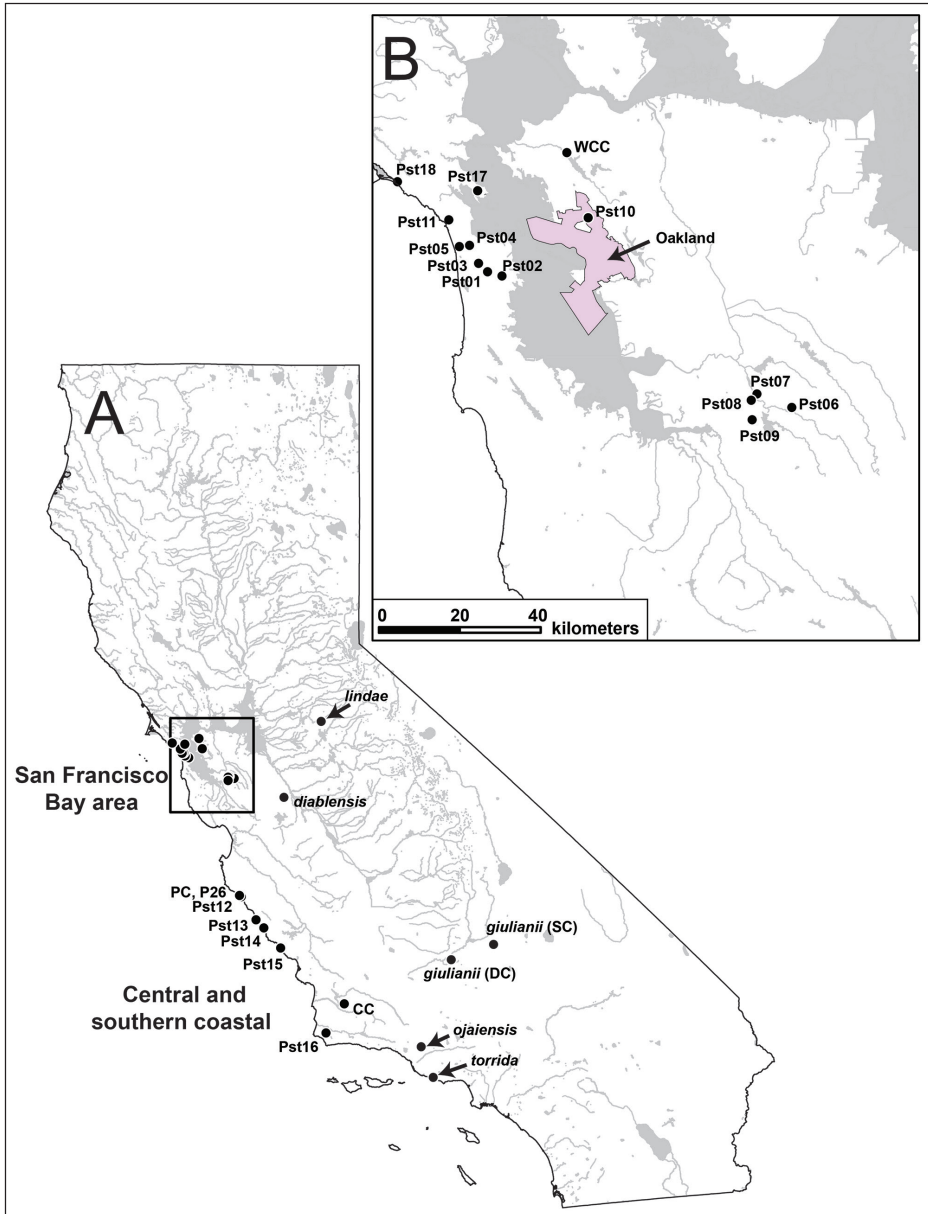 B
WCC
Pst18
Pst17
Pst10
Pst11
Oakland
Pst05
Pst04
Pst03
Pst02
Pst01
Pst07
Pst08
Pst06
Pst09
0 20 40
kilometers
A
lindae
San Francisco
Bay area
diablensis
PC, P26
Pst12
Pst13
Pst14
Pst15
giulianii (SC)
giulianii (DC)
Central and
southern coastal
CC
Pst16
ojaiensis
torrida